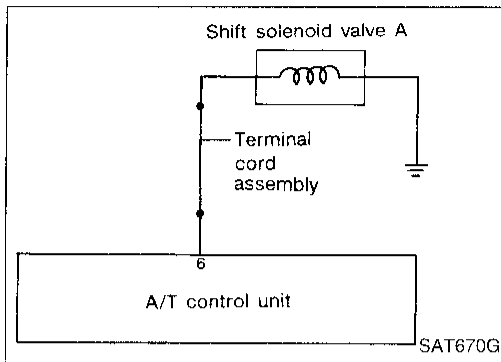 Shift solenoid valve A
Terminal
cord
assembly
6
A/T control unit
SAT670G